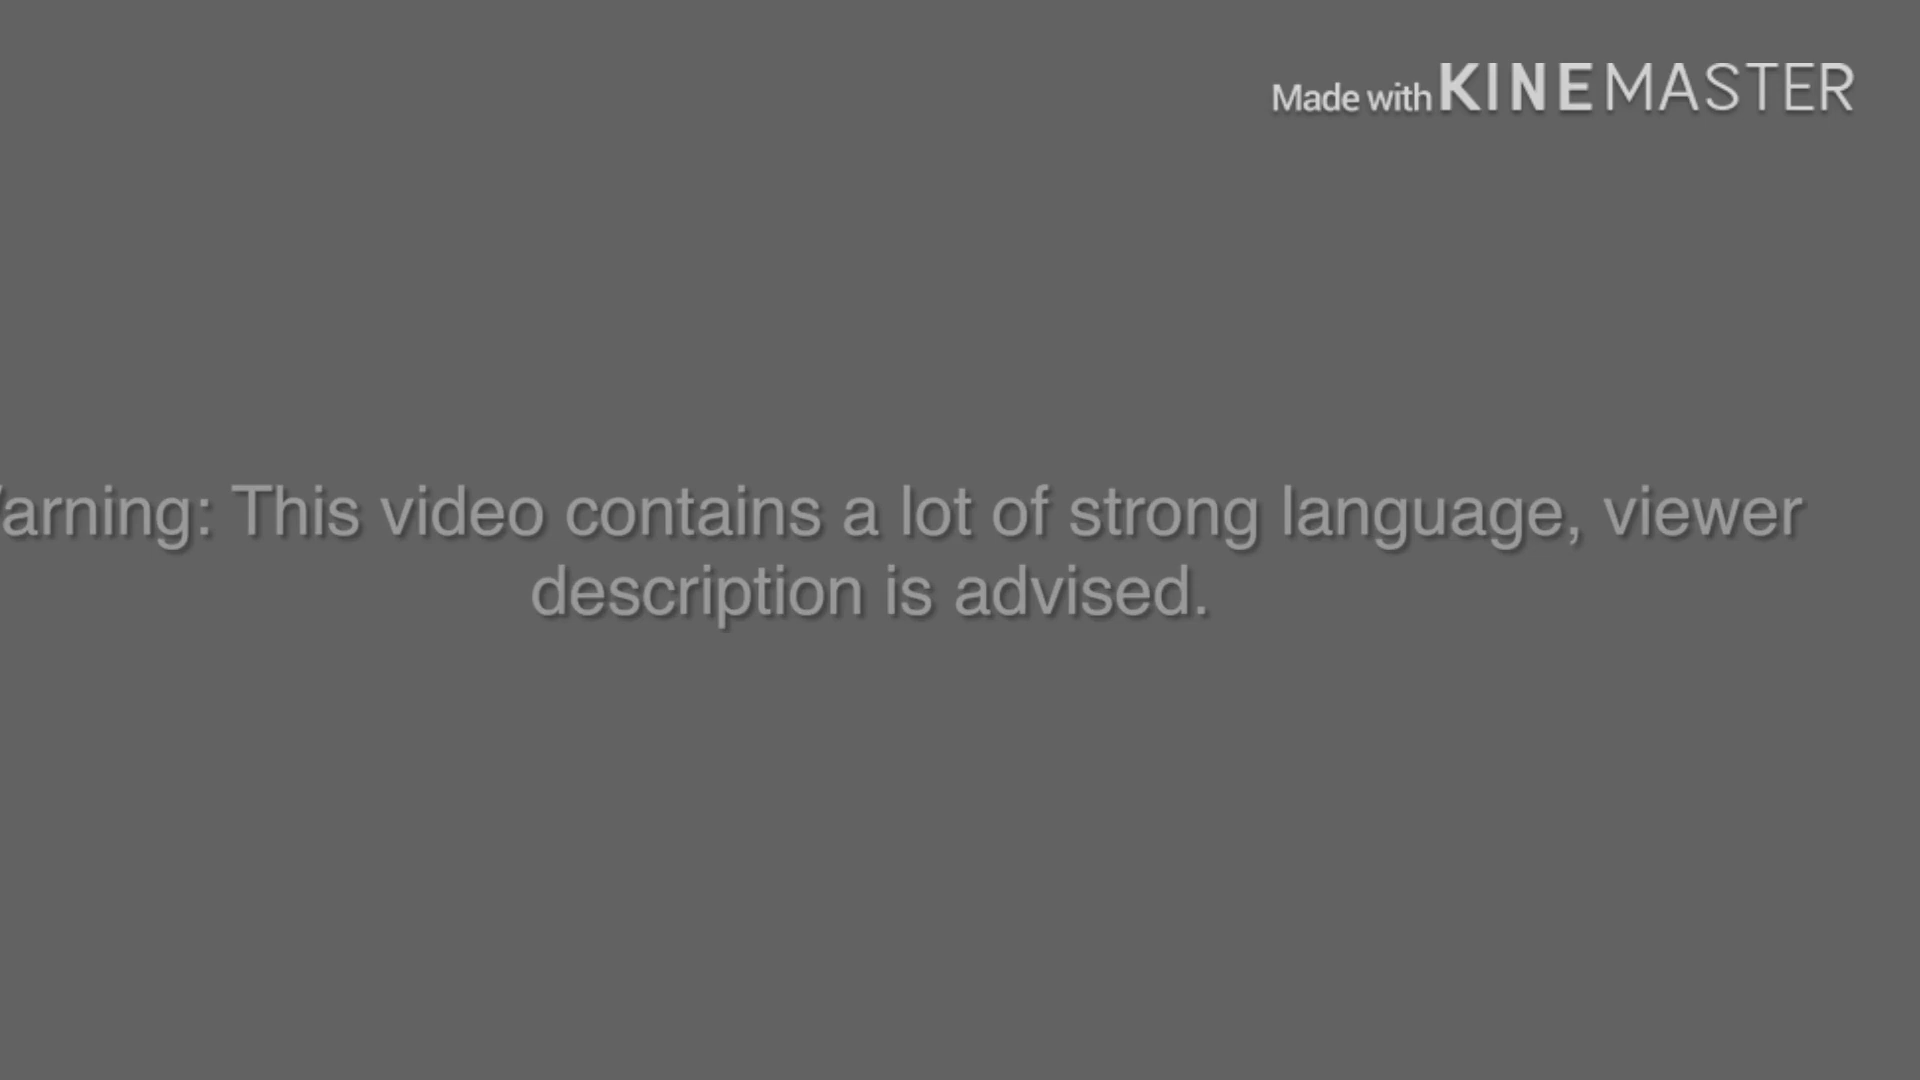 Made with KINEMASTER
arning: This video contains a lot of strong language, viewer
description is advised.